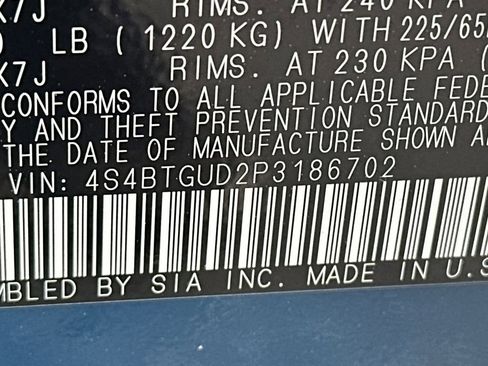 X7J RIMS. AT 240 KPA
LB ( 1220 KG) WITH 225/65
X7J RIMS. AT 230 KPA (
CONFORMS TO ALL APPLICABLE FEDE
Y AND THEFT PREVENTION STANDARD
THE DATE OF MANUFACTURE SHOWN A
VIN: 4S4BTGUD2P3186702
MBLED BY SIA INC. MADE IN U.S